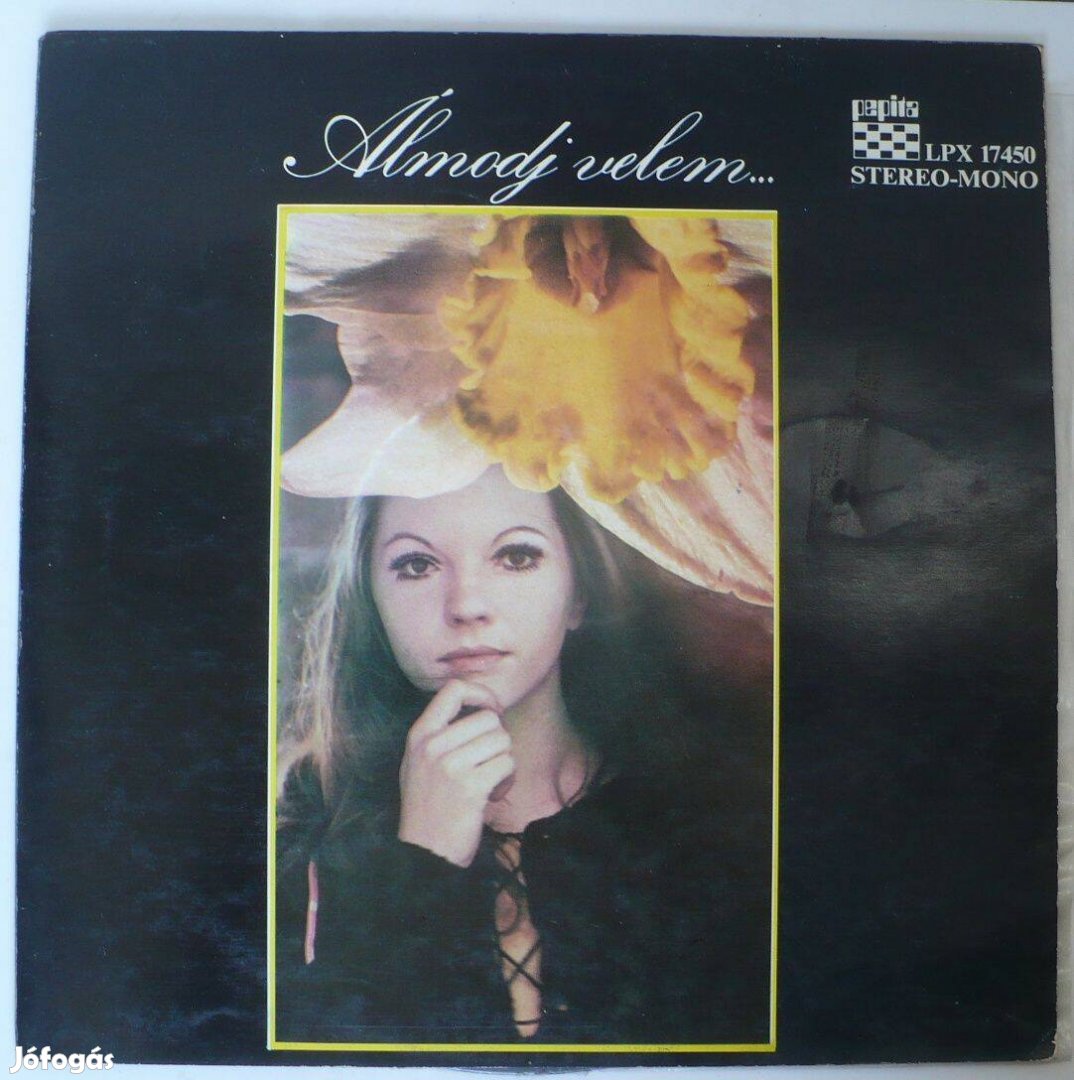 Álmodj velem...
pepita
LPX 17450
STEREO-MONO
Jófogás